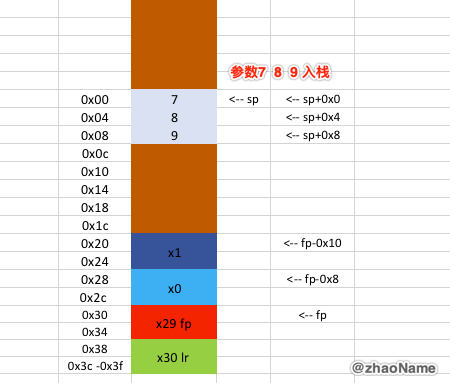 参数7 8 9 入栈
0x00 7 <-- sp <-- sp+0x0
0x04 8 <-- sp+0x4
0x08 9 <-- sp+0x8
0x0c
0x10
0x14
0x18
0x1c
0x20 <-- fp-0x10
x1
0x24
0x28 <-- fp-0x8
x0
0x2c
0x30 <-- fp
x29 fp
0x34
0x38
x30 lr
0x3c -0x3f
@zhaoName